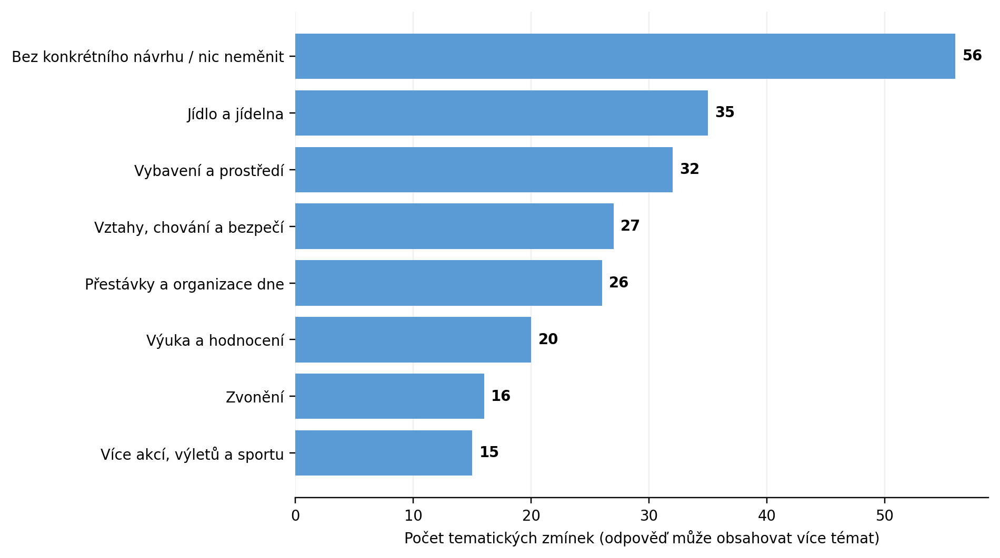 Bez konkrétního návrhu / nic neměnit 56
Jídlo a jídelna 35
Vybavení a prostředí 32
Vztahy, chování a bezpečí 27
Přestávky a organizace dne 26
Výuka a hodnocení 20
Zvonění 16
Více akcí, výletů a sportu 15
0 10 20 30 40 50
Počet tematických zmínek (odpověď může obsahovat více témat)